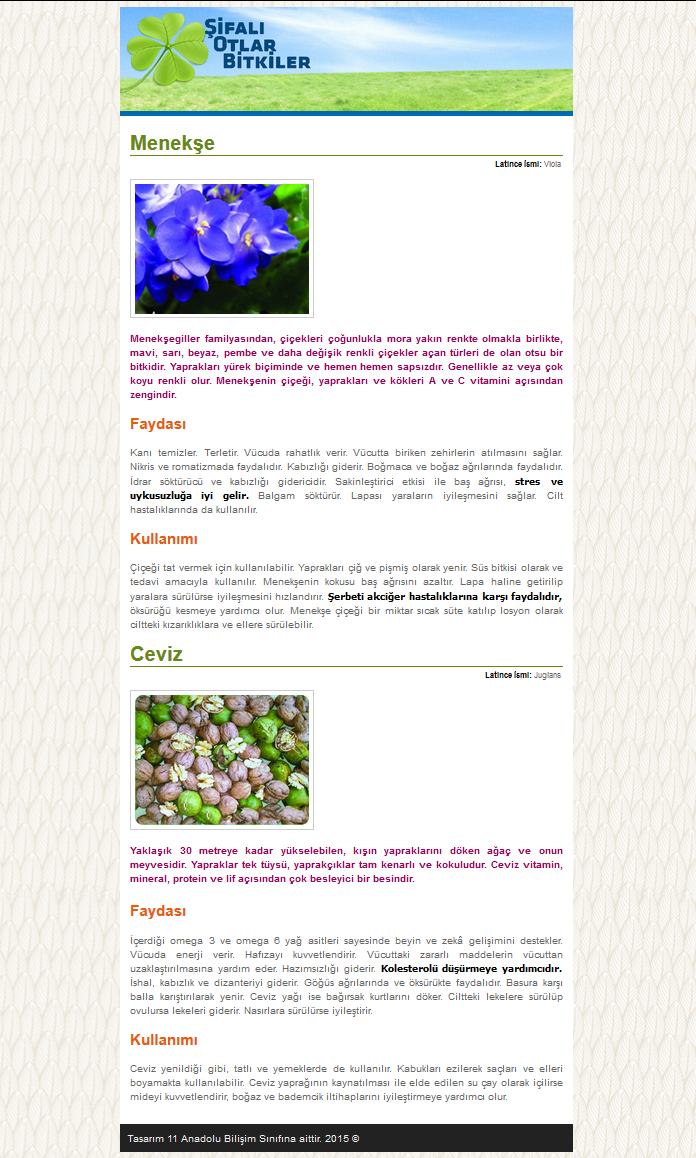 Şifalı
Otlar
Bitkiler
Menekşe
Latince İsmi: Viola
Menekşegiller familyasından, çiçekleri çoğunlukla mora yakın renkte olmakla birlikte,
mavi, sarı, beyaz, pembe ve daha değişik renkli çiçekler açan türleri de olan otsu bir
bitkidir. Yaprakları yürek biçiminde ve hemen hemen sapsızdır. Genellikle az veya çok
koyu renkli olur. Menekşenin çiçeği, yaprakları ve kökleri A ve C vitamini açısından
zengindir.
Faydası
Kanı temizler. Terletir. Vücuda rahatlık verir. Vücutta biriken zehirlerin atılmasını sağlar.
Nikris ve romatizmada faydalıdır. Kabızlığı giderir. Boğmaca ve boğaz ağrılarında faydalıdır.
İdrar söktürücü ve kabızlığı gidericidir. Sakinleştirici etkisi ile baş ağrısı, stres ve
uykusuzluğa iyi gelir. Balgam söktürür. Lapası yaraların iyileşmesini sağlar. Cilt
hastalıklarında da kullanılır.
Kullanımı
Çiçeği tat vermek için kullanılabilir. Yaprakları çiğ ve pişmiş olarak yenir. Süs bitkisi olarak ve
tedavi amacıyla kullanılır. Menekşenin kokusu baş ağrısını azaltır. Lapa haline getirilip
yaralara sürülürse iyileşmesini hızlandırır. Şerbeti akciğer hastalıklarına karşı faydalıdır,
öksürüğü kesmeye yardımcı olur. Menekşe çiçeği bir miktar sıcak süte katılıp losyon olarak
ciltteki kızarıklıklara ve ellere sürülebilir.
Ceviz
Latince İsmi: Juglans
Yaklaşık 30 metreye kadar yükselebilen, kışın yapraklarını döken ağaç ve onun
meyvesidir. Yapraklar tek tüysü, yaprakçıklar tam kenarlı ve kokuludur. Ceviz vitamin,
mineral, protein ve lif açısından çok besleyici bir besindir.
Faydası
İçerdiği omega 3 ve omega 6 yağ asitleri sayesinde beyin ve zekâ gelişimini destekler.
Vücuda enerji verir. Hafızayı kuvvetlendirir. Vücuttaki zararlı maddelerin vücuttan
uzaklaştırılmasına yardım eder. Hazımsızlığı giderir. Kolesterolü düşürmeye yardımcıdır.
İshal, kabızlık ve dizanteriyi giderir. Göğüs ağrılarında ve öksürükte faydalıdır. Basura karşı
balla karıştırılarak yenir. Ceviz yağı ise bağırsak kurtlarını döker. Ciltteki lekelere sürülüp
ovulursa lekeleri giderir. Nasırlara sürülürse iyileştirir.
Kullanımı
Ceviz yenildiği gibi, tatlı ve yemeklerde de kullanılır. Kabukları ezilerek saçları ve elleri
boyamakta kullanılabilir. Ceviz yaprağının kaynatılması ile elde edilen su çay olarak içilirse
mideyi kuvvetlendirir, boğaz ve bademcik iltihaplarını iyileştirmeye yardımcı olur.
Tasarım 11 Anadolu Bilişim Sınıfına aittir. 2015 ©